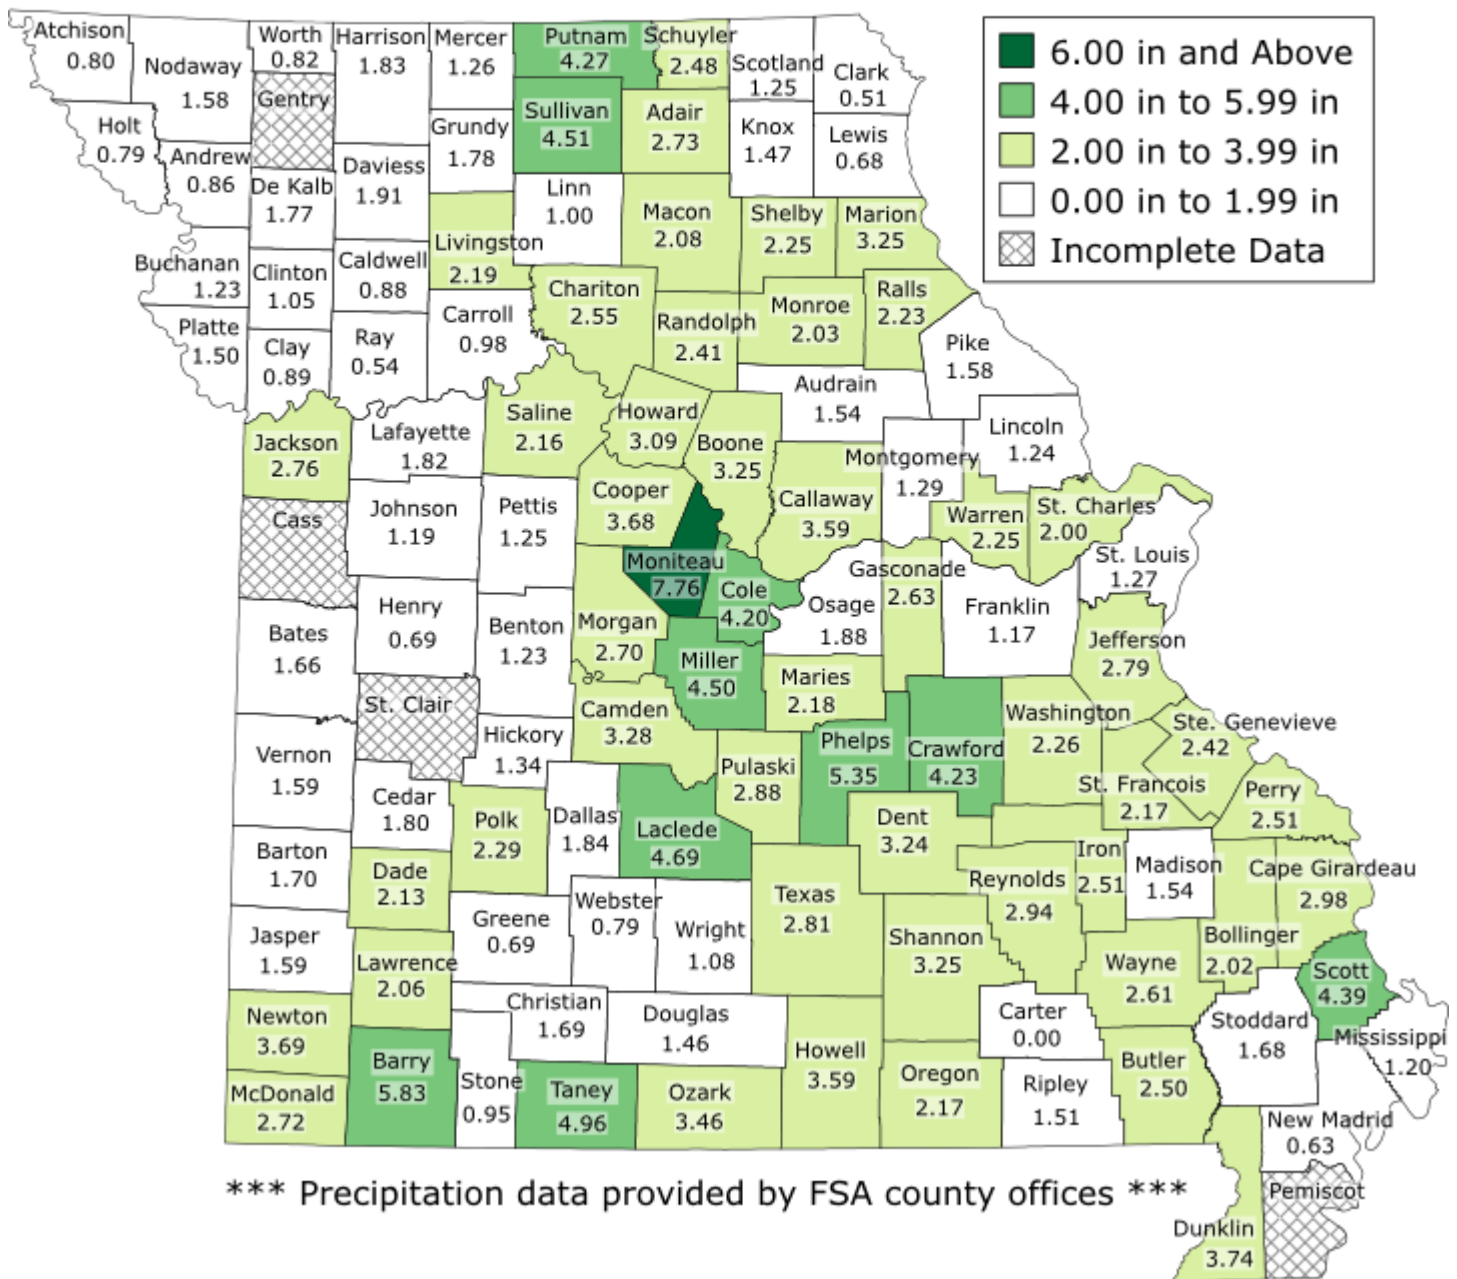 Atchison
0.80
Nodaway
1.58
Worth
0.82
Harrison
1.83
Mercer
1.26
Putnam
4.27
Schuyler
2.48
Scotland
1.25
Clark
0.51
6.00 in and Above
4.00 in to 5.99 in
2.00 in to 3.99 in
0.00 in to 1.99 in
Incomplete Data
Gentry
Holt
0.79
Andrew
0.86
De Kalb
1.77
Daviess
1.91
Grundy
1.78
Sullivan
4.51
Adair
2.73
Knox
1.47
Lewis
0.68
Linn
1.00
Macon
2.08
Shelby
2.25
Marion
3.25
Livingston
2.19
Buchanan
1.23
Clinton
1.05
Caldwell
0.88
Chariton
2.55
Randolph
2.41
Monroe
2.03
Ralls
2.23
Platte
1.50
Clay
0.89
Ray
0.54
Carroll
0.98
Pike
1.58
Audrain
1.54
Jackson
2.76
Lafayette
1.82
Saline
2.16
Howard
3.09
Boone
3.25
Montgomery
1.29
Lincoln
1.24
Cass
Johnson
1.19
Pettis
1.25
Cooper
3.68
Callaway
3.59
Warren
2.25
St. Charles
2.00
St. Louis
1.27
Moniteau
7.76
Cole
4.20
Osage
1.88
Gasconade
2.63
Franklin
1.17
Bates
1.66
Henry
0.69
Benton
1.23
Morgan
2.70
Miller
4.50
Maries
2.18
Jefferson
2.79
St. Clair
Camden
3.28
Hickory
1.34
Vernon
1.59
Pulaski
2.88
Phelps
5.35
Crawford
4.23
Washington
2.26
Ste. Genevieve
2.42
St. Francois
2.17
Perry
2.51
Cedar
1.80
Polk
2.29
Dallas
1.84
Laclede
4.69
Dent
3.24
Iron
2.51
Madison
1.54
Cape Girardeau
2.98
Barton
1.70
Dade
2.13
Greene
0.69
Webster
0.79
Wright
1.08
Texas
2.81
Shannon
3.25
Reynolds
2.94
Bollinger
2.02
Jasper
1.59
Lawrence
2.06
Wayne
2.61
Scott
4.39
Newton
3.69
Christian
1.69
Douglas
1.46
Carter
0.00
Stoddard
1.68
Mississippi
1.20
McDonald
2.72
Barry
5.83
Stone
0.95
Taney
4.96
Ozark
3.46
Howell
3.59
Oregon
2.17
Ripley
1.51
Butler
2.50
New Madrid
0.63
*** Precipitation data provided by FSA county offices ***
Pemiscot
Dunklin
3.74